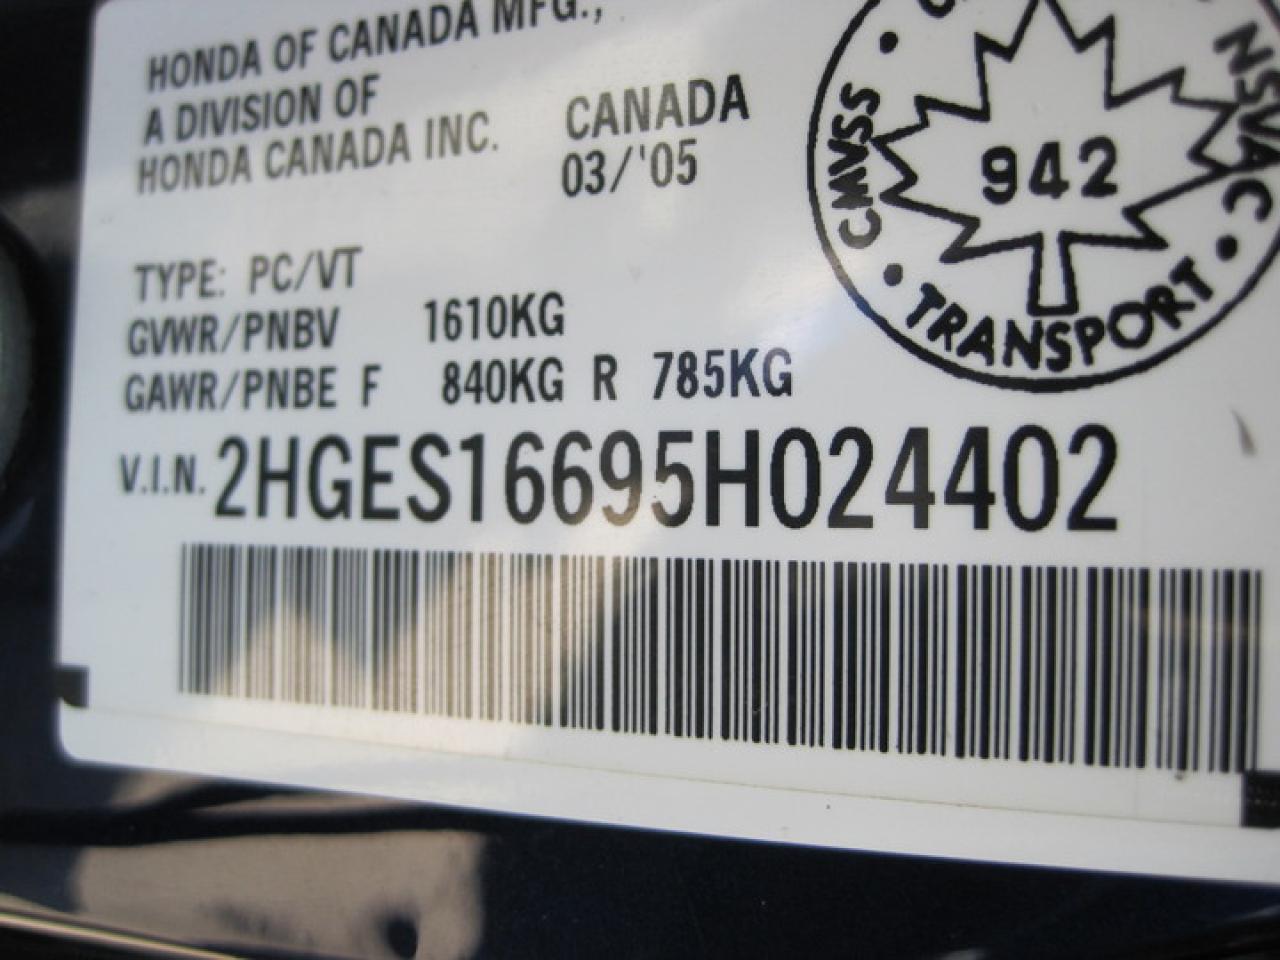 HONDA OF CANADA MFG.,
A DIVISION OF
HONDA CANADA INC.
CANADA
03/'05
TYPE: PC/VT
GVWR/PNBV 1610KG
GAWR/PNBE F 840KG R 785KG
V.I.N. 2HGES16695H024402
CMVSS
942
NSVAC
TRANSPORT